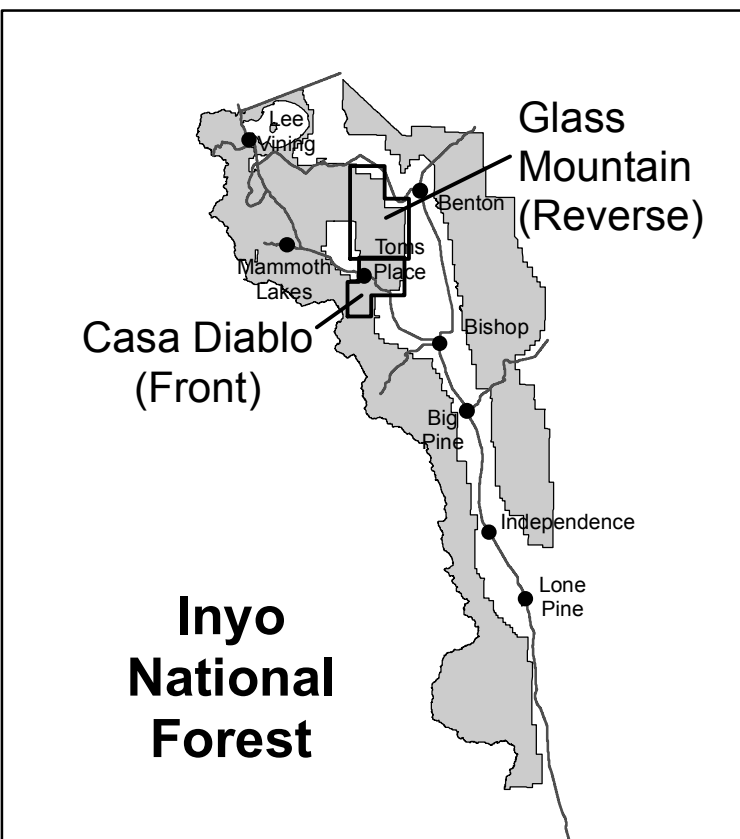 Lee
Vining
Glass
Mountain
(Reverse)
Benton
Toms
Place
Mammoth
Lakes
Casa Diablo
(Front)
Bishop
Big
Pine
Independence
Lone
Pine
Inyo
National
Forest